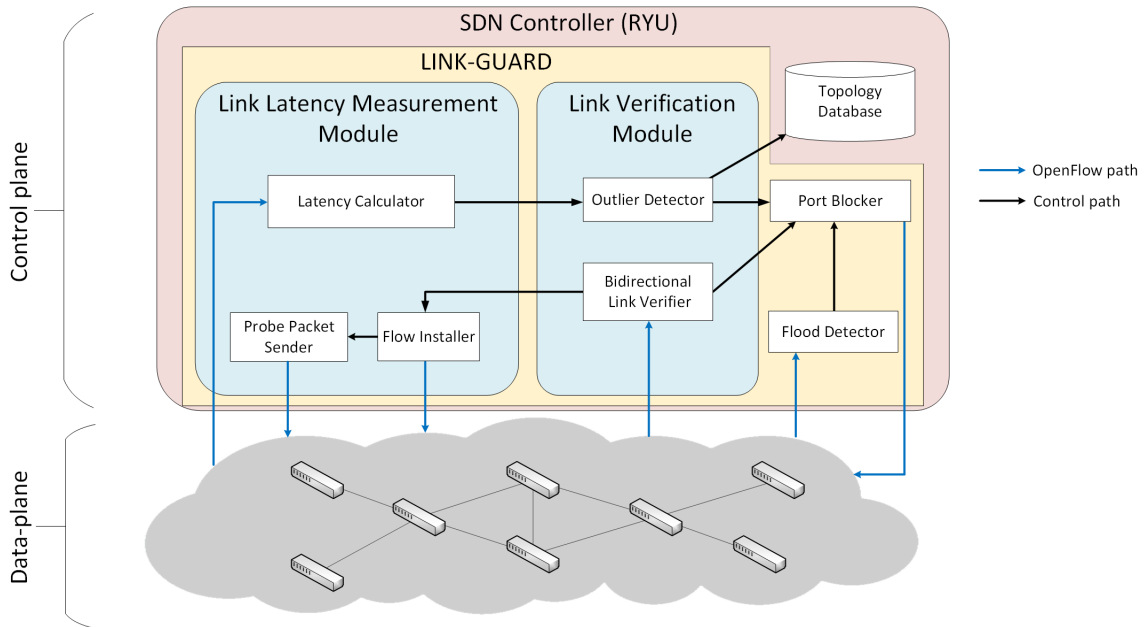 SDN Controller (RYU)
LINK-GUARD
Link Latency Measurement
Module
Link Verification
Module
Topology
Database
Latency Calculator
Outlier Detector
Port Blocker
Bidirectional
Link Verifier
Probe Packet
Sender
Flow Installer
Flood Detector
OpenFlow path
Control path
Control plane
Data-plane